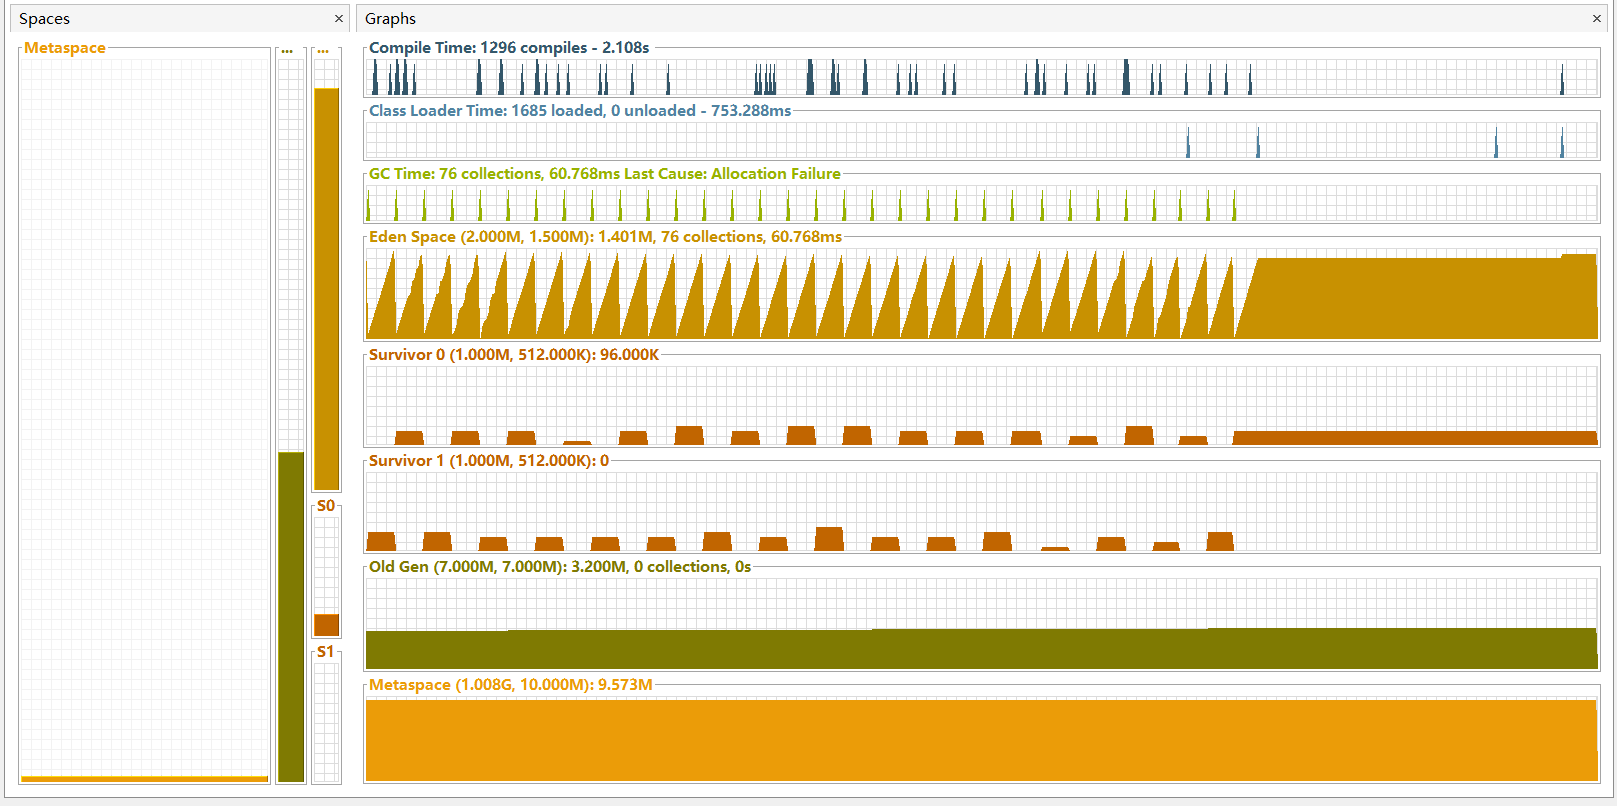 Spaces ×
Metaspace
...
...
S0
S1
Graphs ×
Compile Time: 1296 compiles - 2.108s
Class Loader Time: 1685 loaded, 0 unloaded - 753.288ms
GC Time: 76 collections, 60.768ms Last Cause: Allocation Failure
Eden Space (2.000M, 1.500M): 1.401M, 76 collections, 60.768ms
Survivor 0 (1.000M, 512.000K): 96.000K
Survivor 1 (1.000M, 512.000K): 0
Old Gen (7.000M, 7.000M): 3.200M, 0 collections, 0s
Metaspace (1.008G, 10.000M): 9.573M